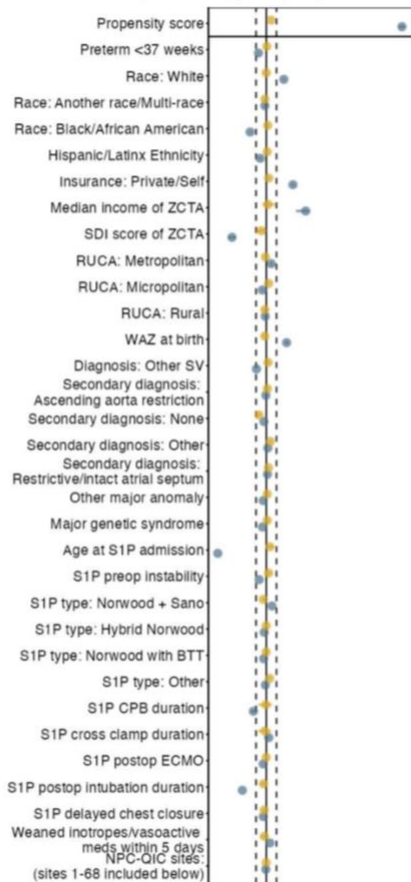 Propensity score
Preterm <37 weeks
Race: White
Race: Another race/Multi-race
Race: Black/African American
Hispanic/Latinx Ethnicity
Insurance: Private/Self
Median income of ZCTA
SDI score of ZCTA
RUCA: Metropolitan
RUCA: Micropolitan
RUCA: Rural
WAZ at birth
Diagnosis: Other SV
Secondary diagnosis:
Ascending aorta restriction
Secondary diagnosis: None
Secondary diagnosis: Other
Secondary diagnosis:
Restrictive/intact atrial septum
Other major anomaly
Major genetic syndrome
Age at S1P admission
S1P preop instability
S1P type: Norwood + Sano
S1P type: Hybrid Norwood
S1P type: Norwood with BTT
S1P type: Other
S1P CPB duration
S1P cross clamp duration
S1P postop ECMO
S1P postop intubation duration
S1P delayed chest closure
Weaned inotropes/vasoactive
meds within 5 days
NPC-QIC sites:
(sites 1-68 included below)